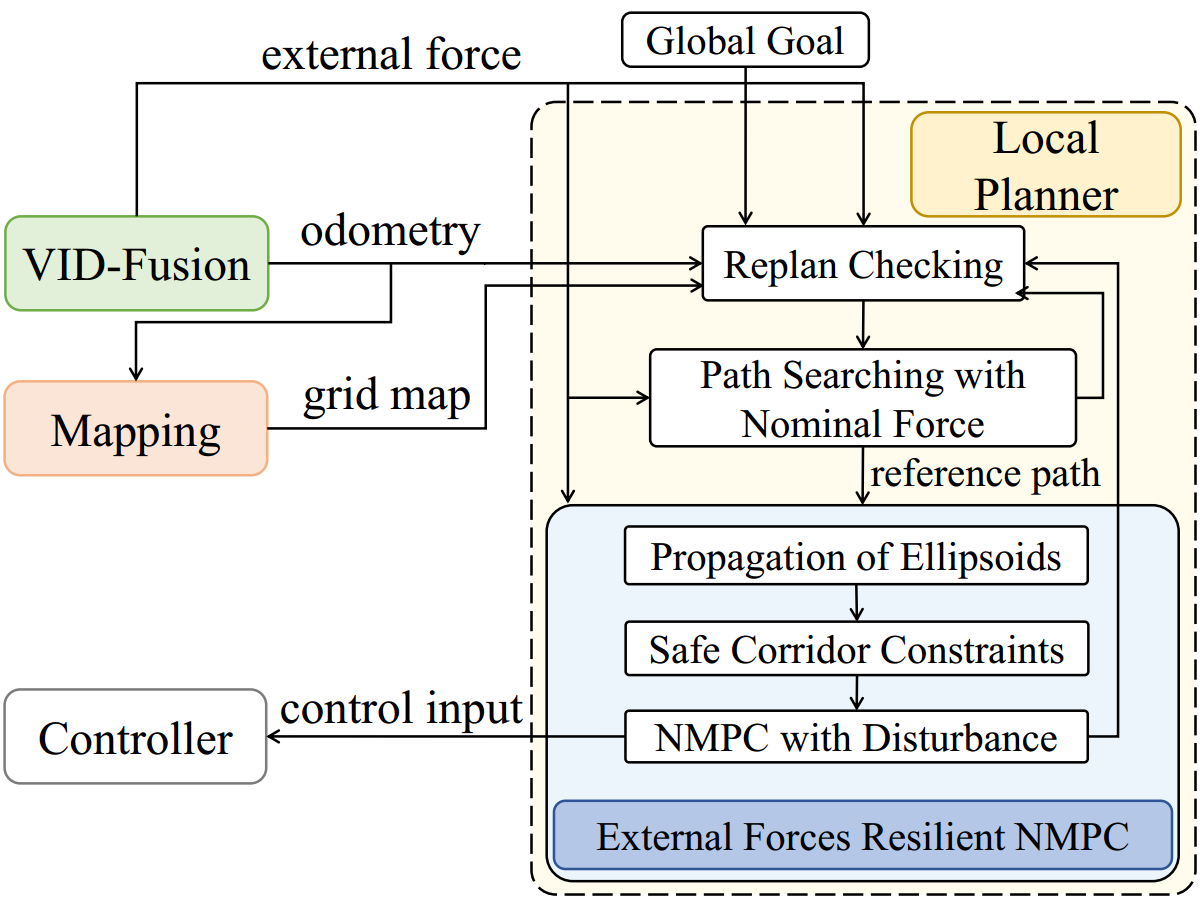 Global Goal
external force
Local
Planner
odometry
VID-Fusion
Replan Checking
Path Searching with
Nominal Force
grid map
Mapping
reference path
Propagation of Ellipsoids
Safe Corridor Constraints
control input
Controller
NMPC with Disturbance
External Forces Resilient NMPC